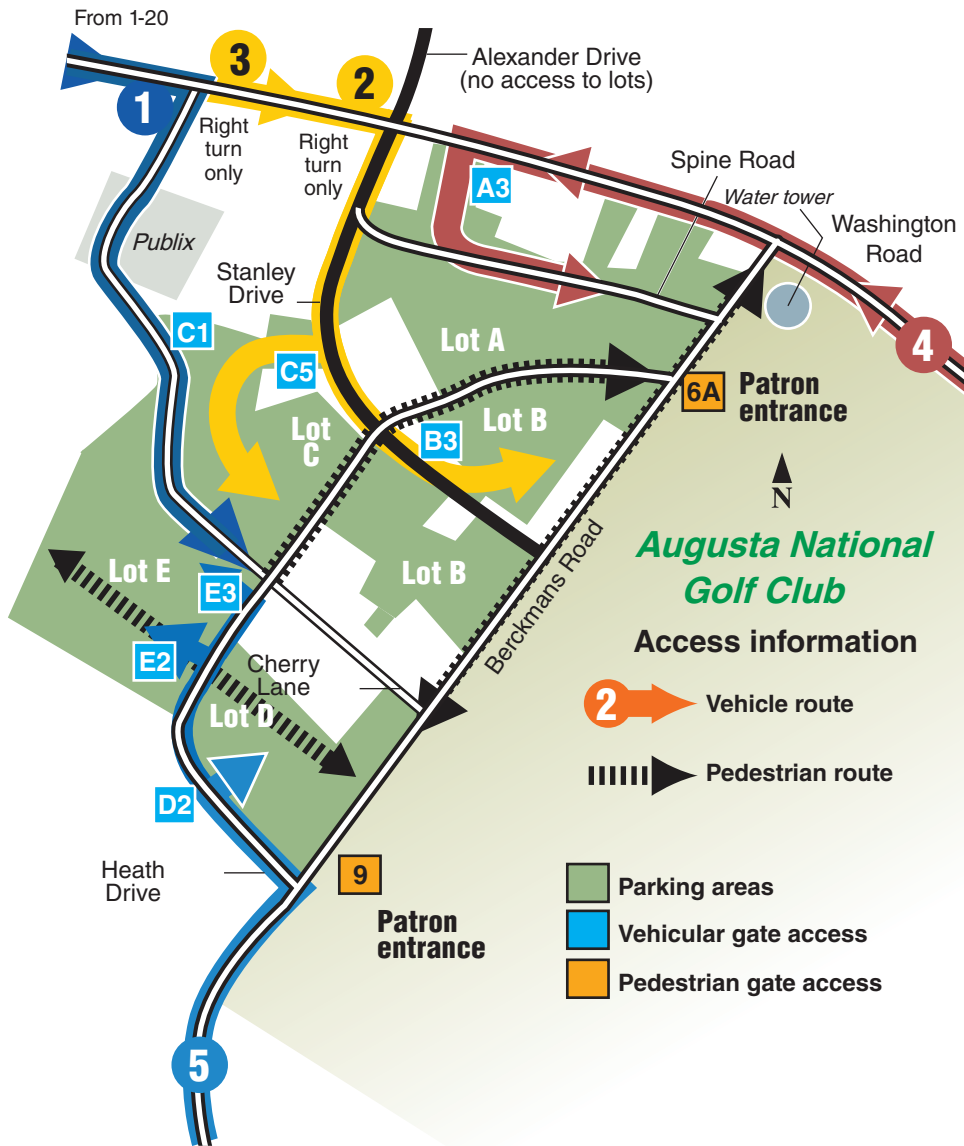 From 1-20
3
2
1
Alexander Drive
(no access to lots)
Right
turn
only
Right
turn
only
A3
Spine Road
Water tower
Washington
Road
Publix
Stanley
Drive
C1
C5
Lot A
4
Lot
C
Lot B
B3
6A
Patron
entrance
N
Augusta National
Golf Club
Access information
Lot E
E3
Lot B
Berckmans Road
E2
Cherry
Lane
Lot D
2
Vehicle route
Pedestrian route
D2
Heath
Drive
9
Patron
entrance
Parking areas
Vehicular gate access
Pedestrian gate access
5